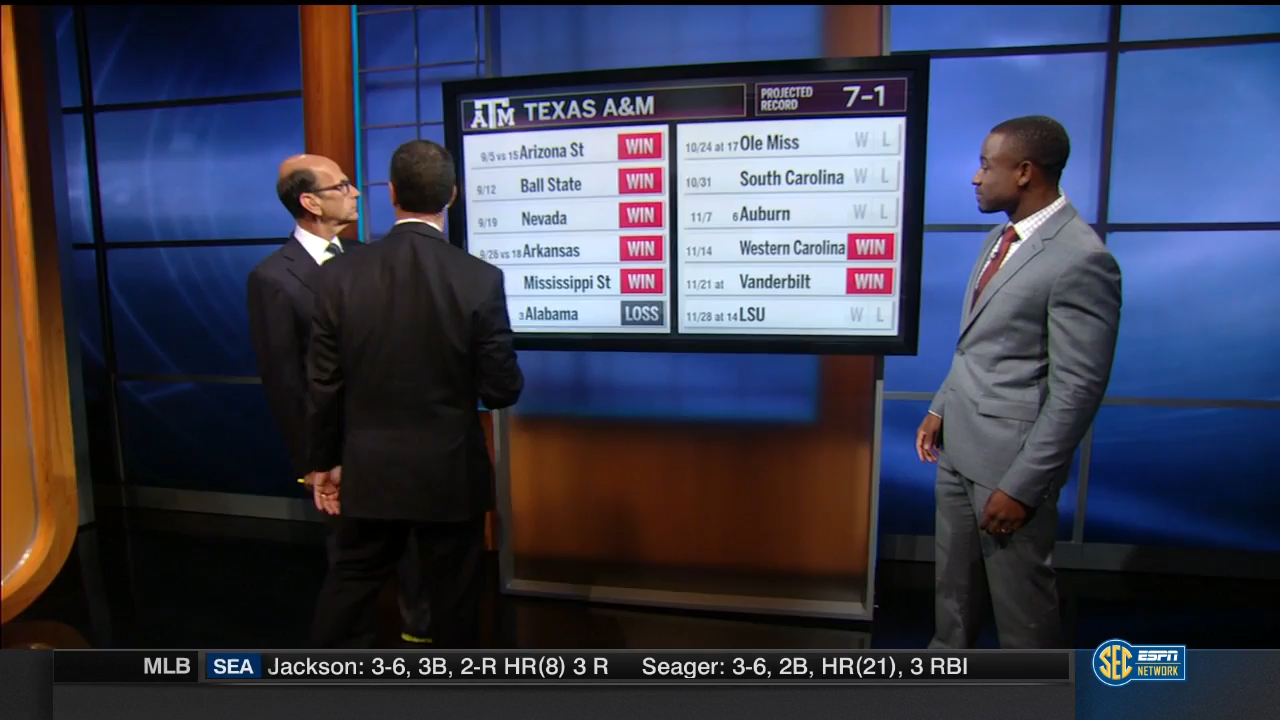 ATM TEXAS A&M
PROJECTED RECORD 7-1
9/5 vs 15 Arizona St WIN
9/12 Ball State WIN
9/19 Nevada WIN
9/26 vs 18 Arkansas WIN
Mississippi St WIN
3 Alabama LOSS
10/24 at 17 Ole Miss W L
10/31 South Carolina W L
11/7 6 Auburn W L
11/14 Western Carolina WIN
11/21 at Vanderbilt WIN
11/28 at 14 LSU W L
MLB SEA Jackson: 3-6, 3B, 2-R HR(8) 3 R Seager: 3-6, 2B, HR(21), 3 RBI
SEC ESPN
NETWORK